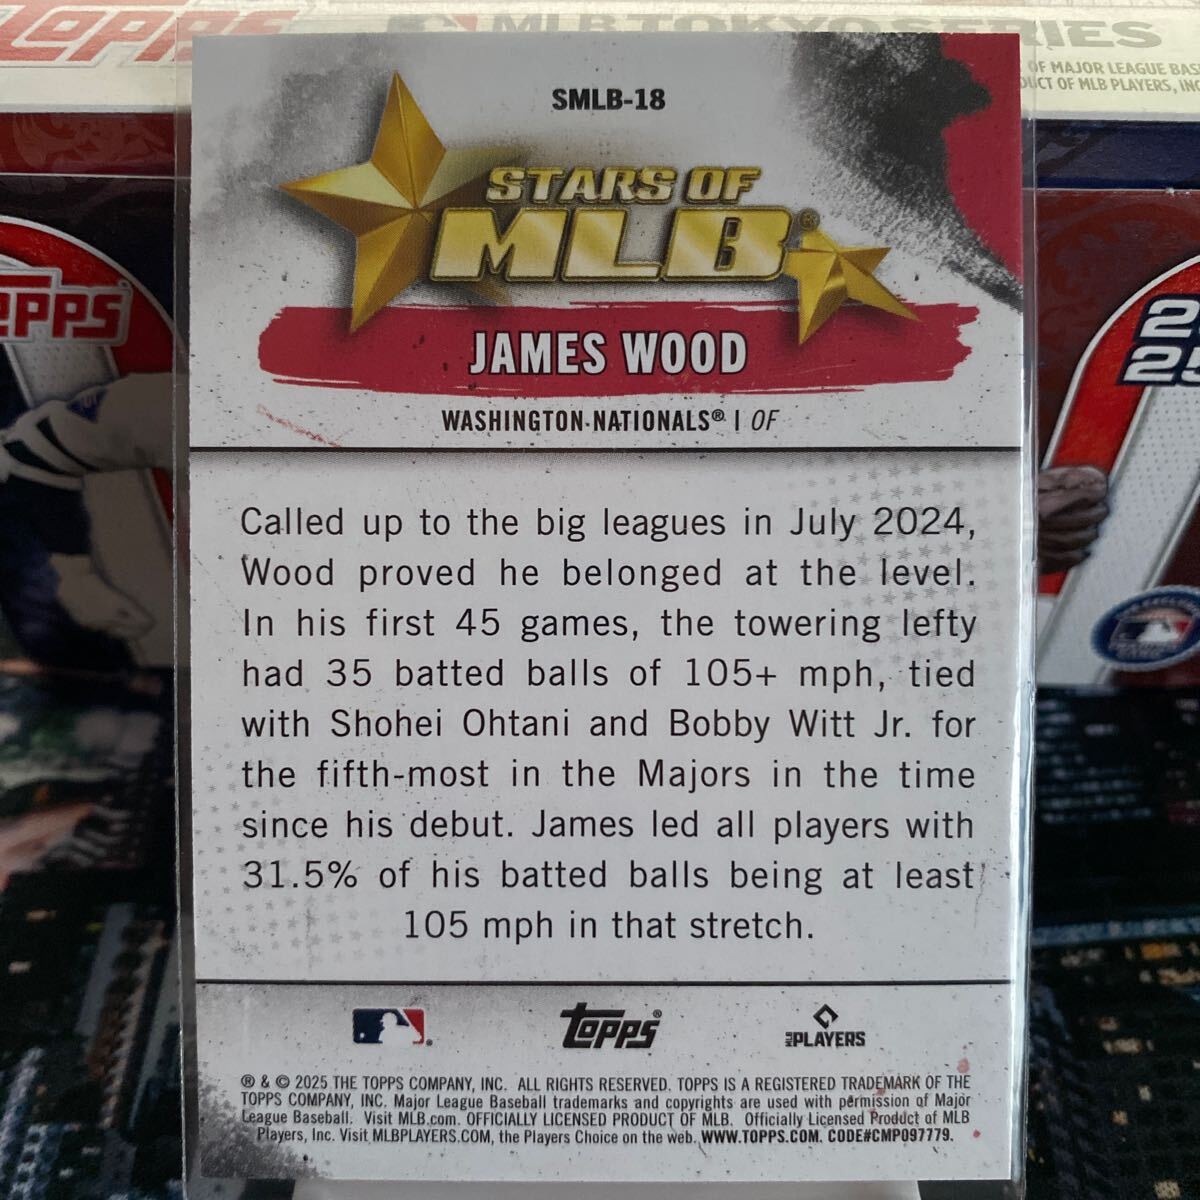 Topps MLB TOKYO SERIES
OF MAJOR LEAGUE BAS
DUCT OF MLB PLAYERS, INC
SMLB-18
STARS OF
MLB®
JAMES WOOD
WASHINGTON NATIONALS® | OF
TOPPS
2
25
Called up to the big leagues in July 2024,
Wood proved he belonged at the level.
In his first 45 games, the towering lefty
had 35 batted balls of 105+ mph, tied
with Shohei Ohtani and Bobby Witt Jr. for
the fifth-most in the Majors in the time
since his debut. James led all players with
31.5% of his batted balls being at least
105 mph in that stretch.
Topps® MLB PLAYERS
® & © 2025 THE TOPPS COMPANY, INC. ALL RIGHTS RESERVED. TOPPS IS A REGISTERED TRADEMARK OF THE
TOPPS COMPANY, INC. Major League Baseball trademarks and copyrights are used with permission of Major
League Baseball. Visit MLB.com. OFFICIALLY LICENSED PRODUCT OF MLB. Officially Licensed Product of MLB
Players, Inc. Visit MLBPLAYERS.COM, the Players Choice on the web. WWW.TOPPS.COM. CODE#CMP097779.